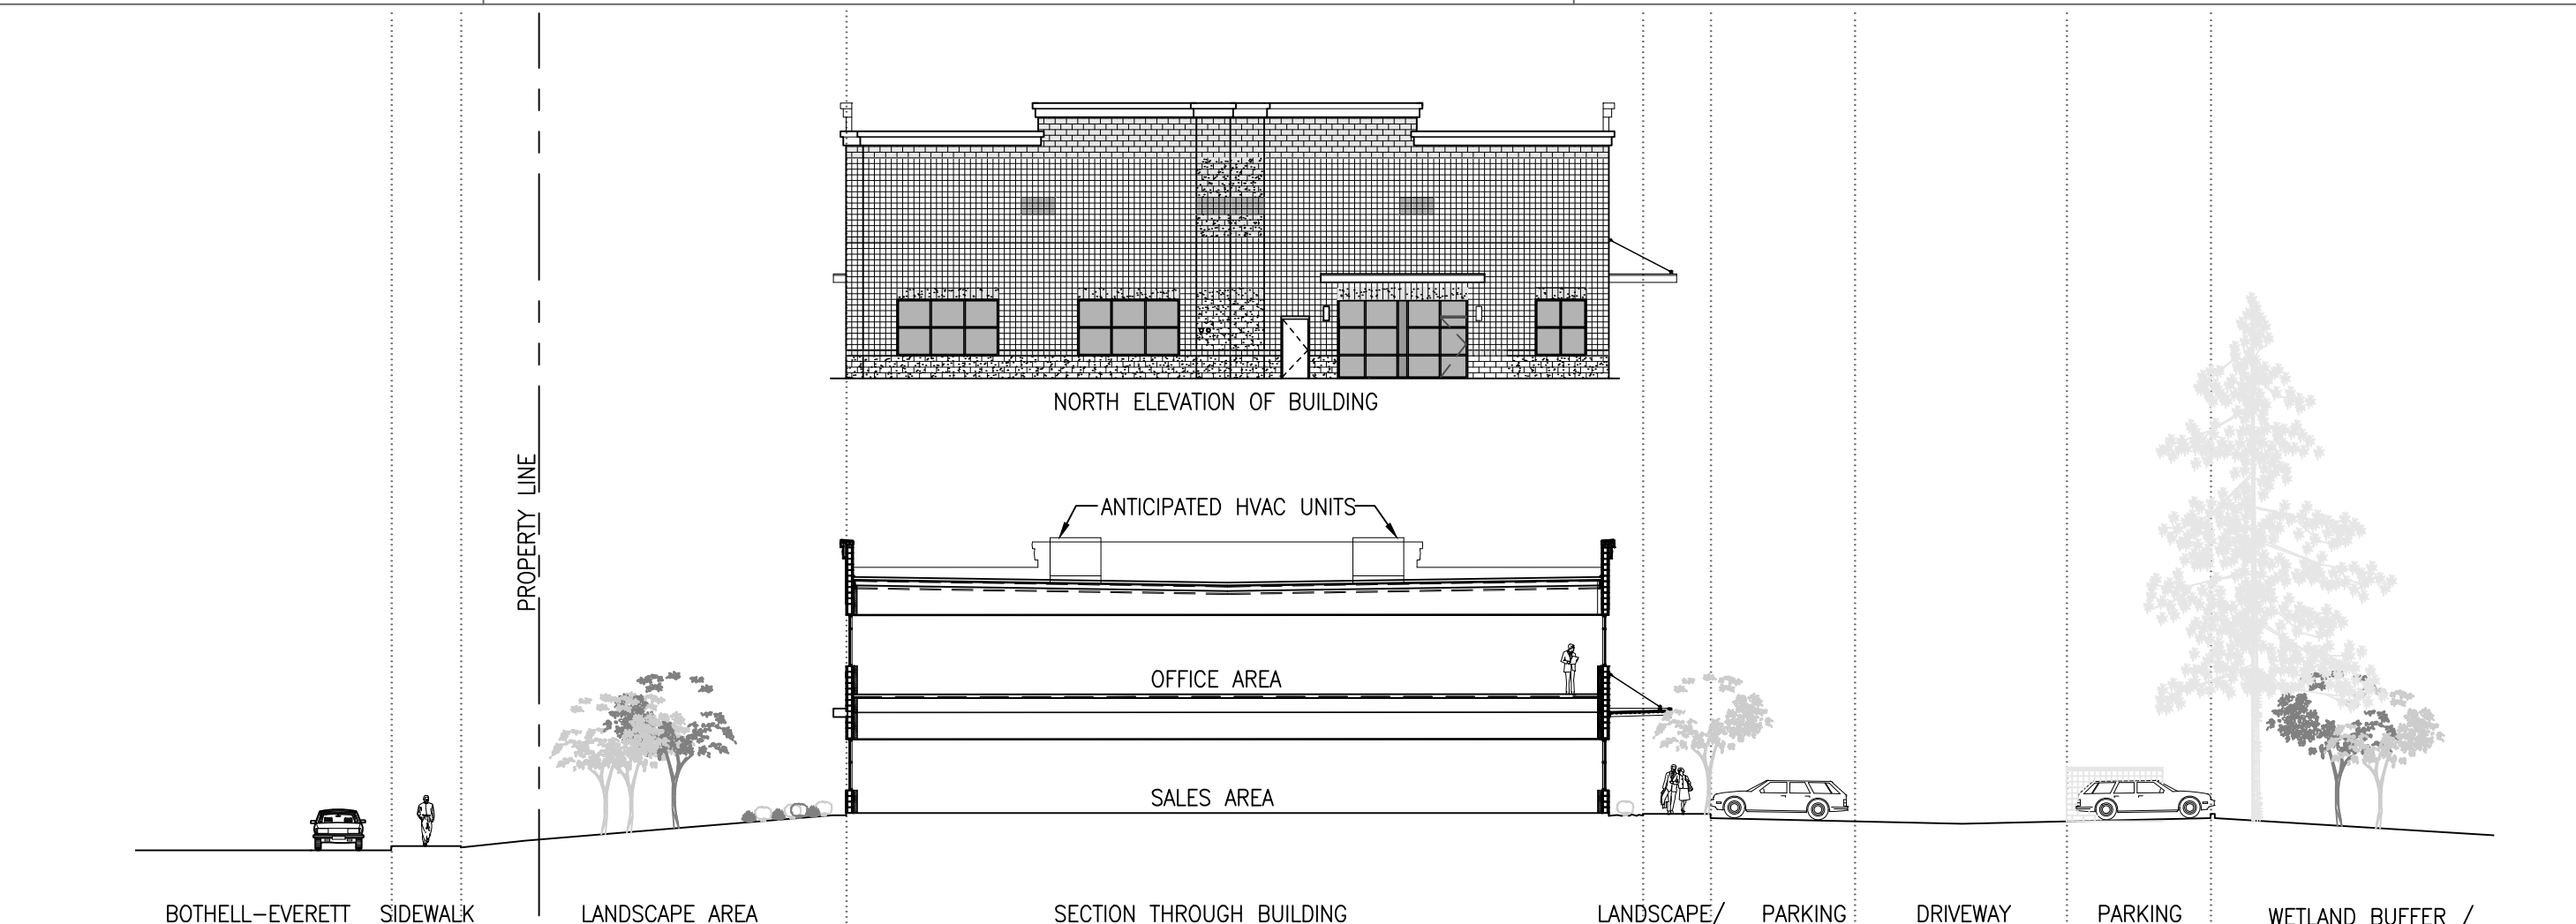 NORTH ELEVATION OF BUILDING
PROPERTY LINE
ANTICIPATED HVAC UNITS
OFFICE AREA
SALES AREA
BOTHELL-EVERETT SIDEWALK LANDSCAPE AREA SECTION THROUGH BUILDING LANDSCAPE/ PARKING DRIVEWAY PARKING WETLAND BUFFER /